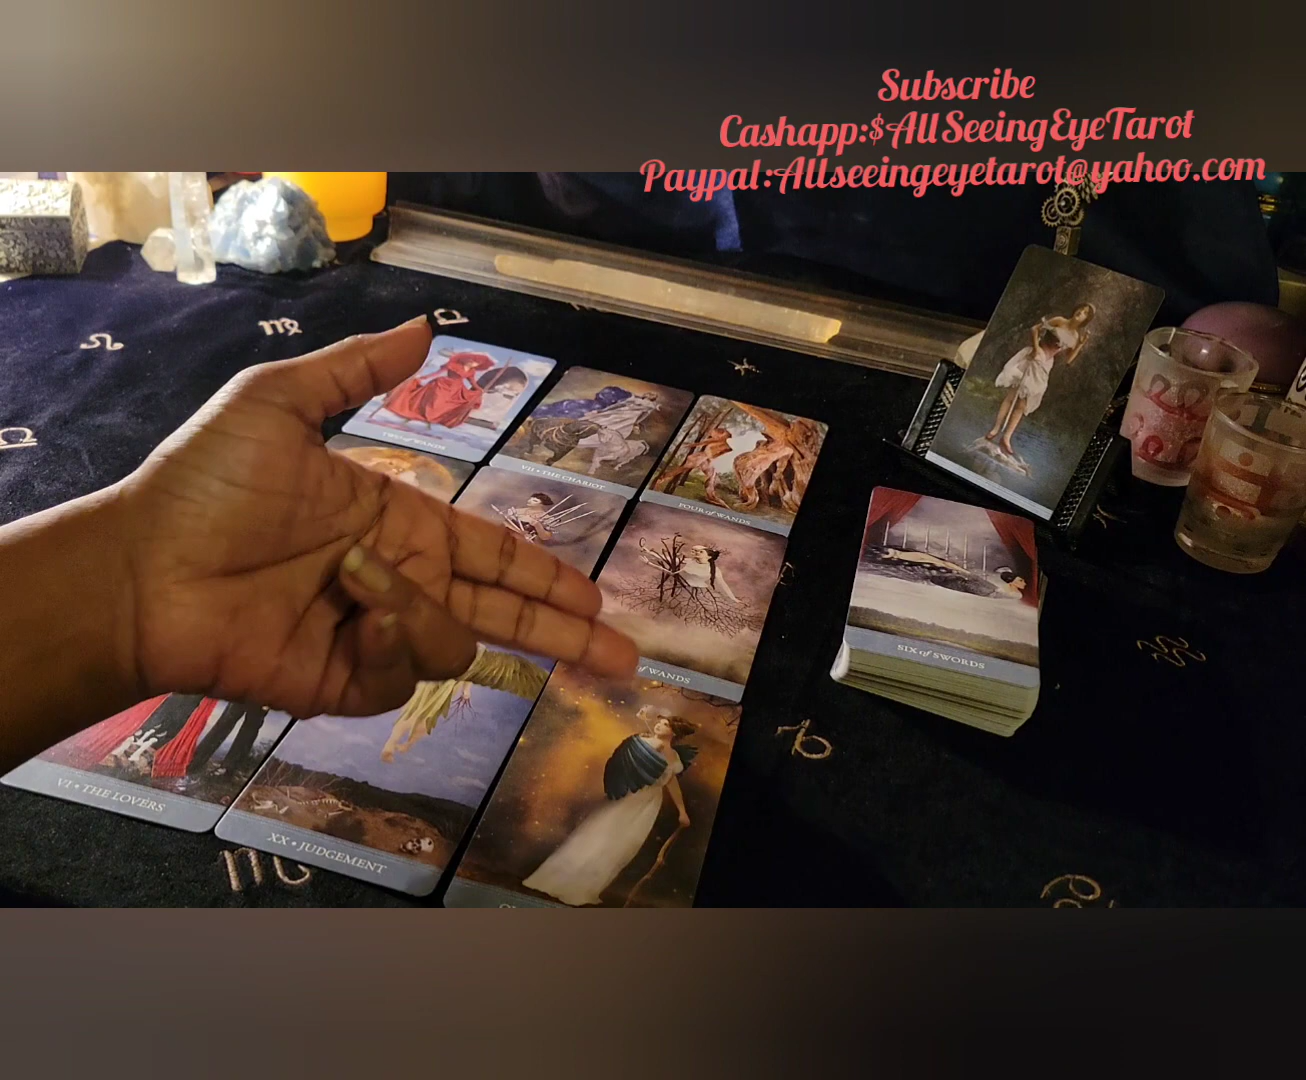 Subscribe
Cashapp:$AllSeeingEyeTarot
Paypal:Allseeingeyetarot@yahoo.com
TWO of WANDS
VII • THE CHARIOT
FOUR of WANDS
of WANDS
SIX of SWORDS
VI • THE LOVERS
XX • JUDGEMENT